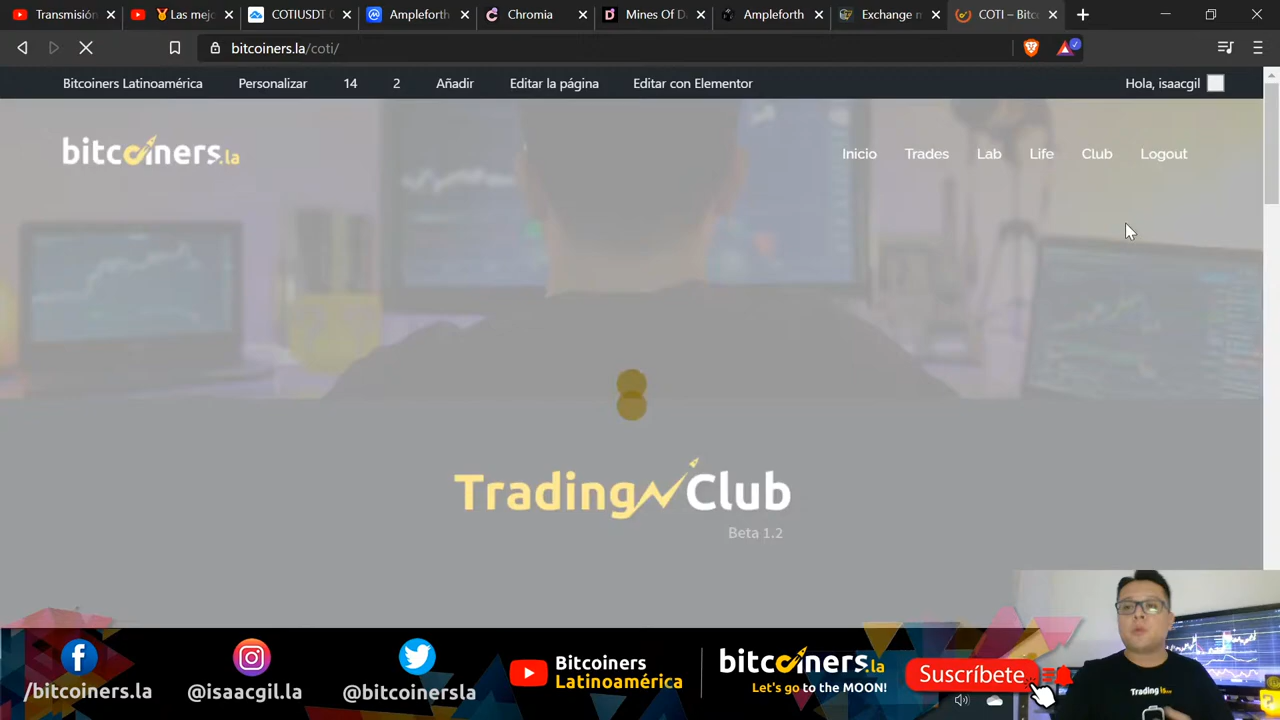 Transmisión
Las mejo
COTIUSDT (
Ampleforth
Chromia
Mines Of D
Ampleforth
Exchange n
COTI – Bitc
bitcoiners.la/coti/
Bitcoiners Latinoamérica
Personalizar
14
2
Añadir
Editar la página
Editar con Elementor
Hola, isaacgil
bitcoiners.la
Inicio
Trades
Lab
Life
Club
Logout
Trading Club
Beta 1.2
/bitcoiners.la
@isaacgil.la
@bitcoinersla
Bitcoiners
Latinoamérica
bitcoiners.la
Let's go to the MOON!
Suscríbete
Trading is...